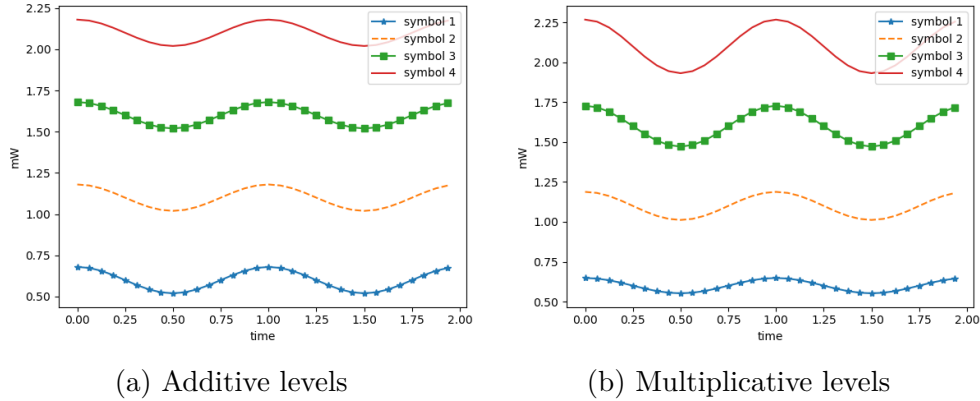 2.25
2.00
1.75
1.50
1.25
1.00
0.75
0.50
mW
0.00 0.25 0.50 0.75 1.00 1.25 1.50 1.75 2.00
time
symbol 1
symbol 2
symbol 3
symbol 4
(a) Additive levels
2.25
2.00
1.75
1.50
1.25
1.00
0.75
0.50
mW
0.00 0.25 0.50 0.75 1.00 1.25 1.50 1.75 2.00
time
symbol 1
symbol 2
symbol 3
symbol 4
(b) Multiplicative levels